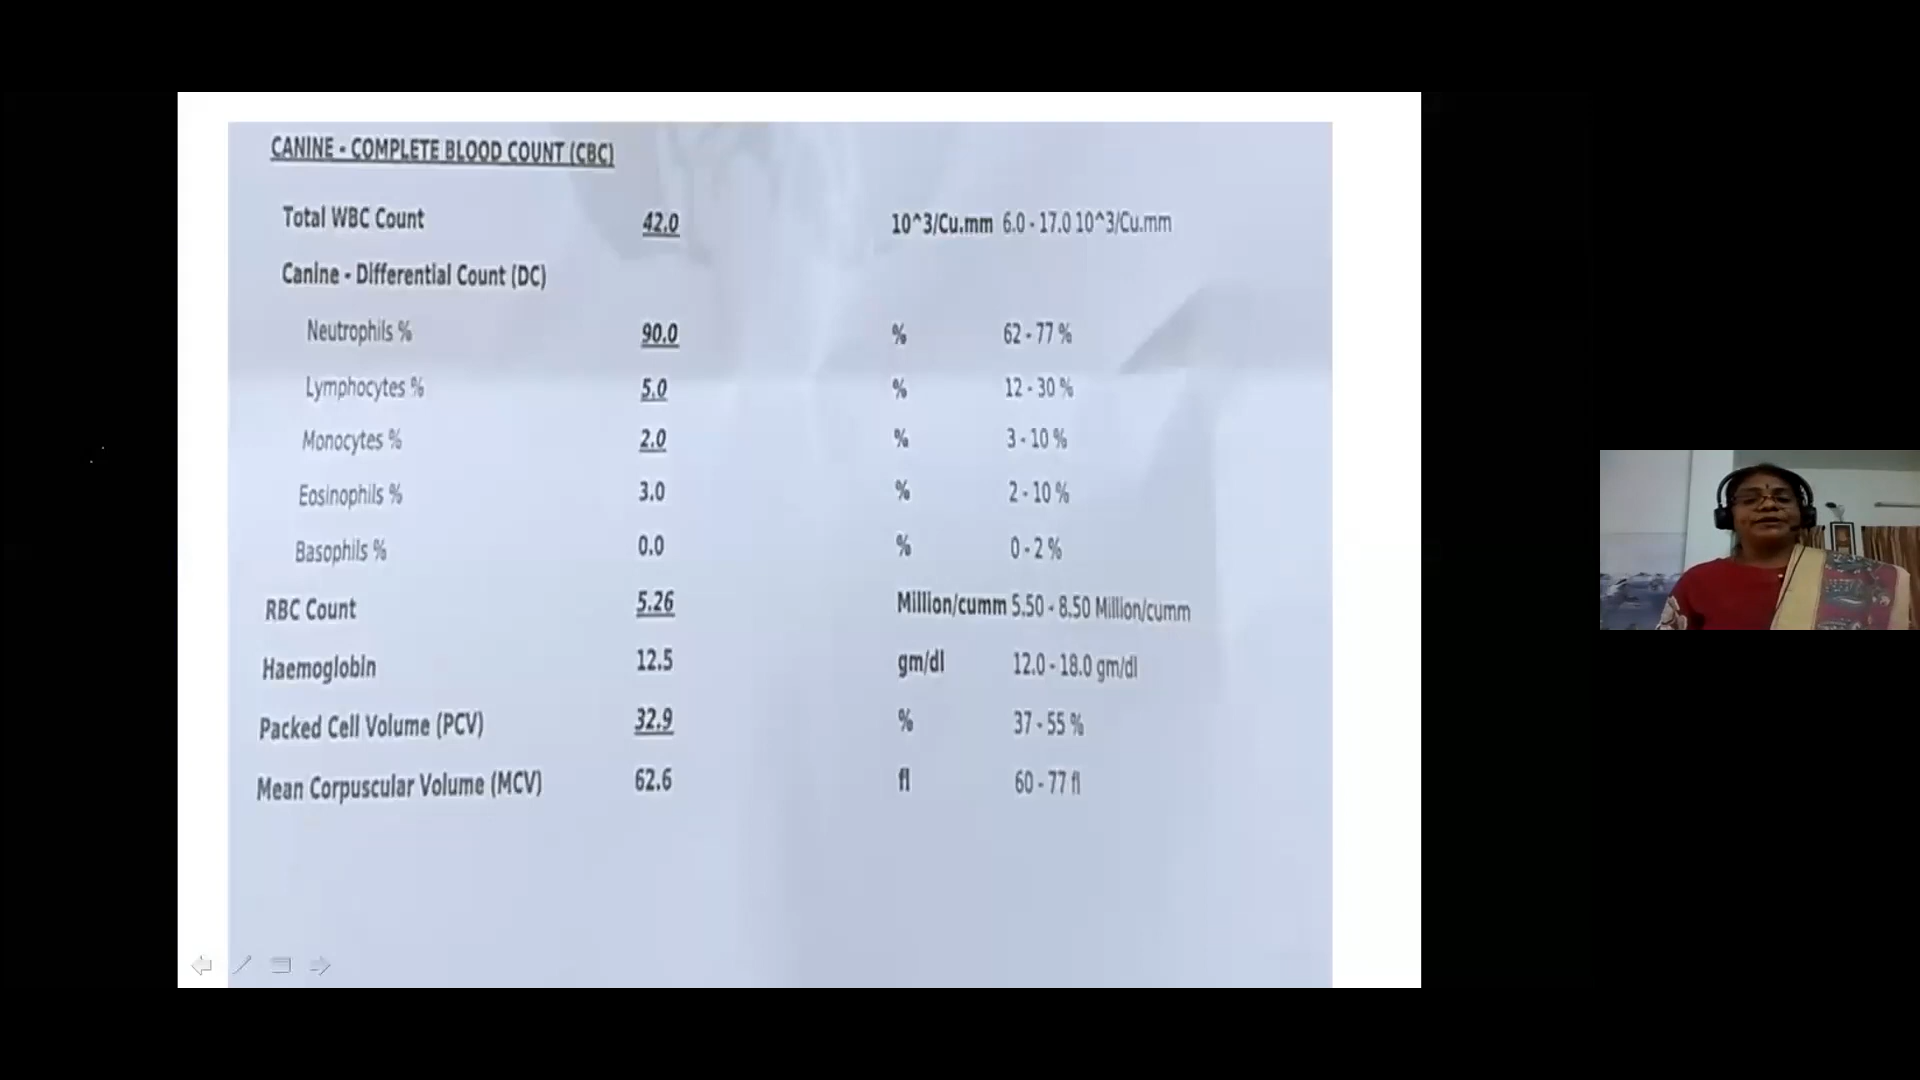 CANINE - COMPLETE BLOOD COUNT (CBC)
Total WBC Count 42.0 10^3/Cu.mm 6.0 - 17.0 10^3/Cu.mm
Canine - Differential Count (DC)
Neutrophils % 90.0 % 62 - 77 %
Lymphocytes % 5.0 % 12 - 30 %
Monocytes % 2.0 % 3 - 10 %
Eosinophils % 3.0 % 2 - 10 %
Basophils % 0.0 % 0 - 2 %
RBC Count 5.26 Million/cumm 5.50 - 8.50 Million/cumm
Haemoglobin 12.5 gm/dl 12.0 - 18.0 gm/dl
Packed Cell Volume (PCV) 32.9 % 37 - 55 %
Mean Corpuscular Volume (MCV) 62.6 fl 60 - 77 fl